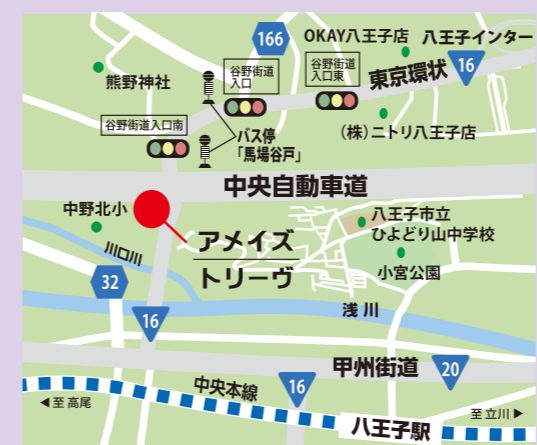 166
OKAY八王子店
八王子インター
谷野街道
入口
谷野街道
入口東
東京環状
16
熊野神社
谷野街道入口南
バス停
「馬場谷戸」
(株)ニトリ八王子店
中央自動車道
中野北小
アメイズ
トリーヴ
八王子市立
ひよどり山中学校
川口川
小宮公園
32
浅川
16
甲州街道
20
中央本線
16
◀至 高尾
八王子駅
至 立川▶